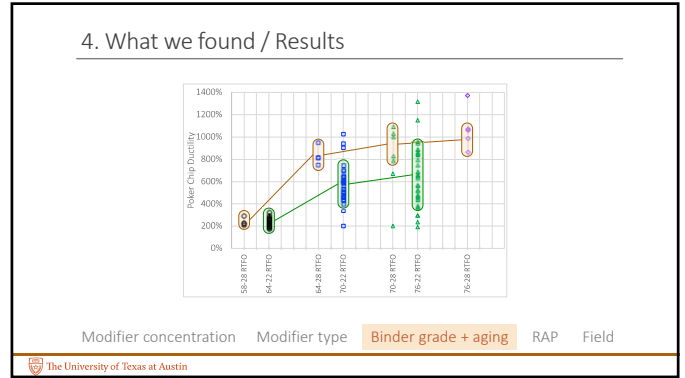 4. What we found / Results
Poker Chip Ductility
1400%
1200%
1000%
800%
600%
400%
200%
0%
58-28 RTFO
64-22 RTFO
64-28 RTFO
70-22 RTFO
70-28 RTFO
76-22 RTFO
76-28 RTFO
Modifier concentration Modifier type Binder grade + aging RAP Field
The University of Texas at Austin